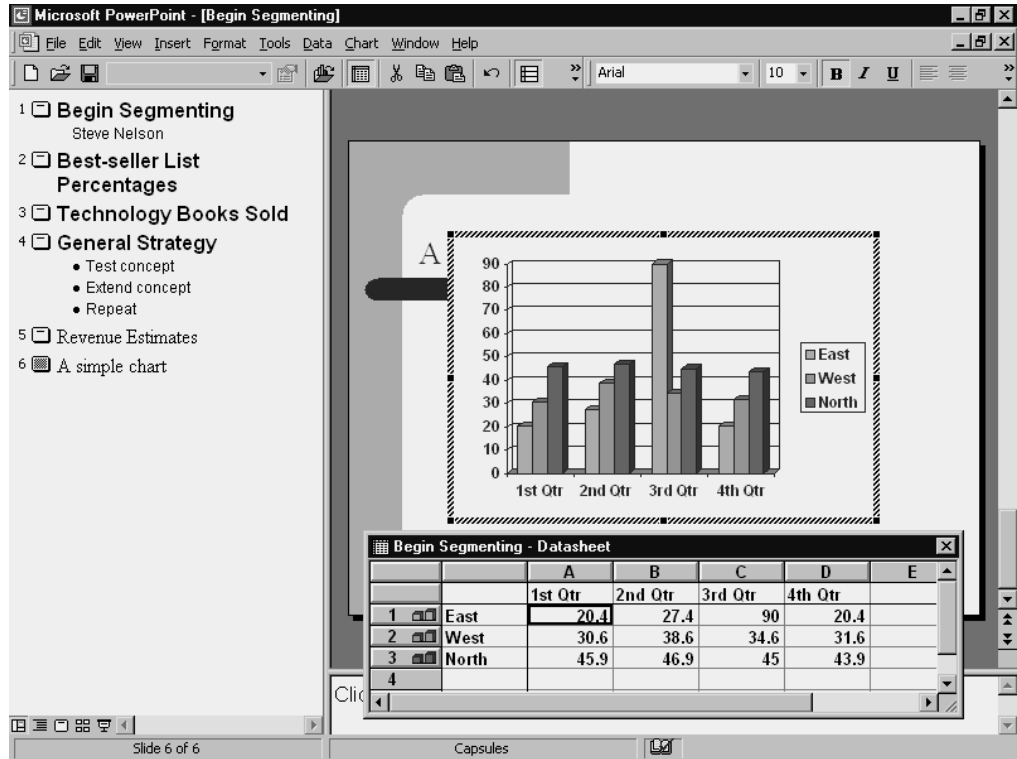 Microsoft PowerPoint - [Begin Segmenting]
File Edit View Insert Format Tools Data Chart Window Help
Arial 10 B I U
1 Begin Segmenting
Steve Nelson
2 Best-seller List
Percentages
3 Technology Books Sold
4 General Strategy
• Test concept
• Extend concept
• Repeat
5 Revenue Estimates
6 A simple chart
A
90
80
70
60
50
40
30
20
10
0
1st Qtr 2nd Qtr 3rd Qtr 4th Qtr
East
West
North
Begin Segmenting - Datasheet
A B C D E
1st Qtr 2nd Qtr 3rd Qtr 4th Qtr
1 East 20.4 27.4 90 20.4
2 West 30.6 38.6 34.6 31.6
3 North 45.9 46.9 45 43.9
4
Clic
Slide 6 of 6 Capsules